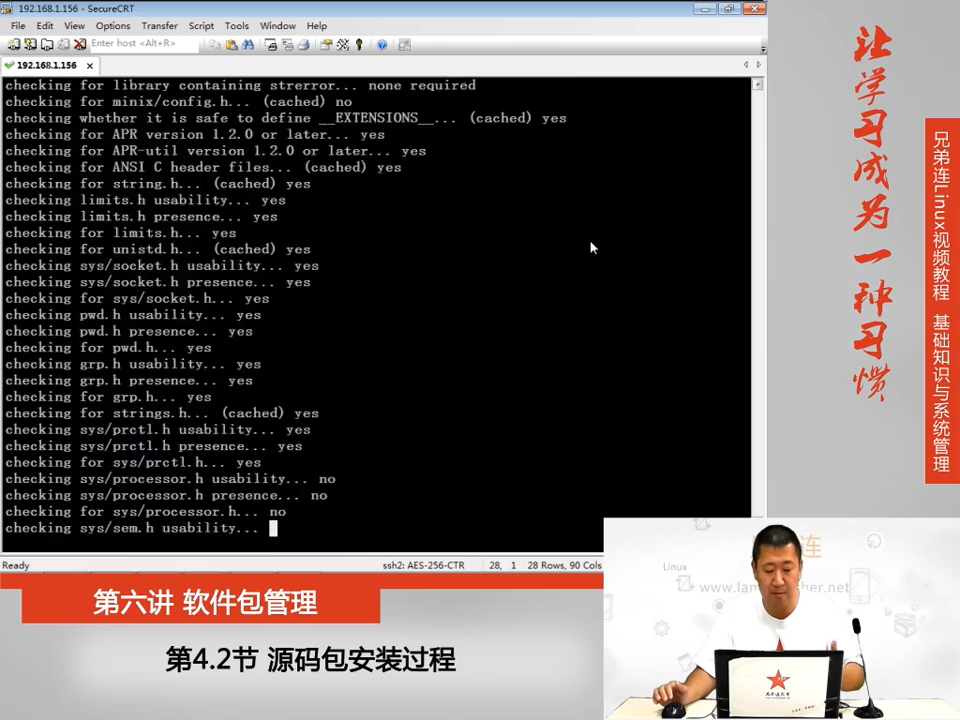 192.168.1.156 - SecureCRT
File Edit View Options Transfer Script Tools Window Help
Enter host <Alt+R>
192.168.1.156
checking for library containing strerror... none required
checking for minix/config.h... (cached) no
checking whether it is safe to define __EXTENSIONS__... (cached) yes
checking for APR version 1.2.0 or later... yes
checking for APR-util version 1.2.0 or later... yes
checking for ANSI C header files... (cached) yes
checking for string.h... (cached) yes
checking limits.h usability... yes
checking limits.h presence... yes
checking for limits.h... yes
checking for unistd.h... (cached) yes
checking sys/socket.h usability... yes
checking sys/socket.h presence... yes
checking for sys/socket.h... yes
checking pwd.h usability... yes
checking pwd.h presence... yes
checking for pwd.h... yes
checking grp.h usability... yes
checking grp.h presence... yes
checking for grp.h... yes
checking for strings.h... (cached) yes
checking sys/prctl.h usability... yes
checking sys/prctl.h presence... yes
checking for sys/prctl.h... yes
checking sys/processor.h usability... no
checking sys/processor.h presence... no
checking for sys/processor.h... no
checking sys/sem.h usability...
Ready
ssh2: AES-256-CTR
28, 1
28 Rows, 90 Cols
让学习成为一种习惯
兄弟连Linux视频教程 基础知识与系统管理
第六讲 软件包管理
第4.2节 源码包安装过程
Linux